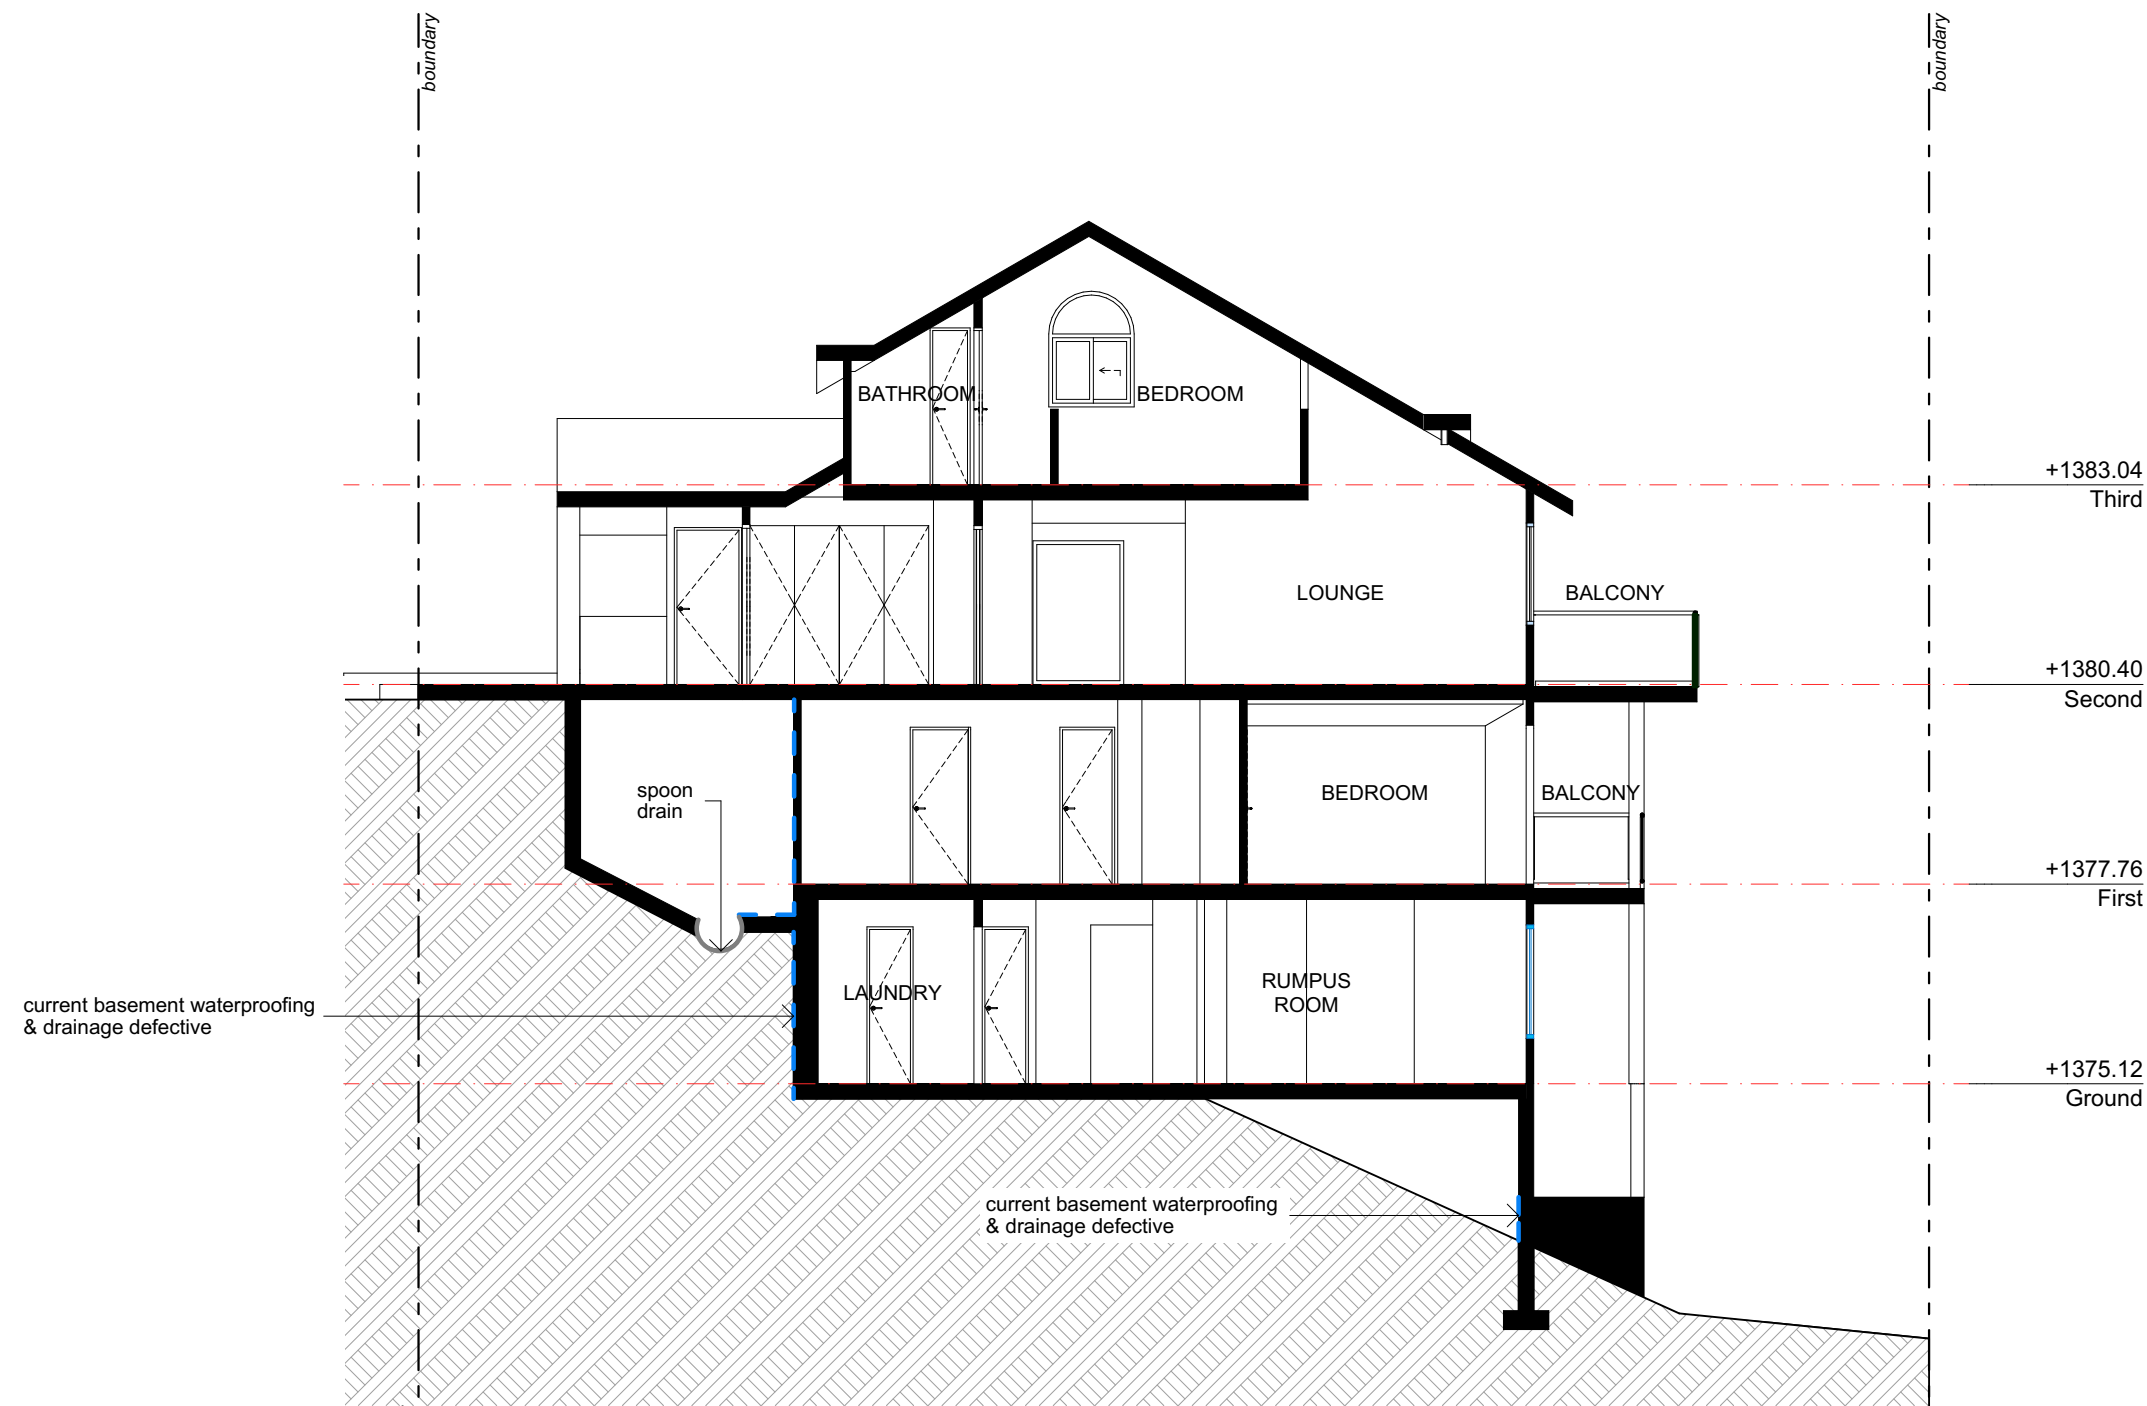 boundary
boundary
BATHROOM
BEDROOM
+1383.04
Third
LOUNGE
BALCONY
+1380.40
Second
spoon
drain
BEDROOM
BALCONY
+1377.76
First
LAUNDRY
RUMPUS
ROOM
current basement waterproofing
& drainage defective
+1375.12
Ground
current basement waterproofing
& drainage defective